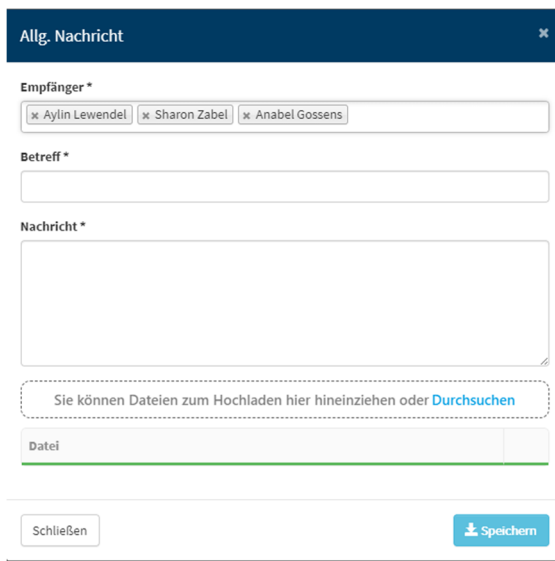 Allg. Nachricht ×
Empfänger *
× Aylin Lewendel × Sharon Zabel × Anabel Gossens
Betreff *
Nachricht *
Sie können Dateien zum Hochladen hier hineinziehen oder Durchsuchen
Datei
Schließen Speichern